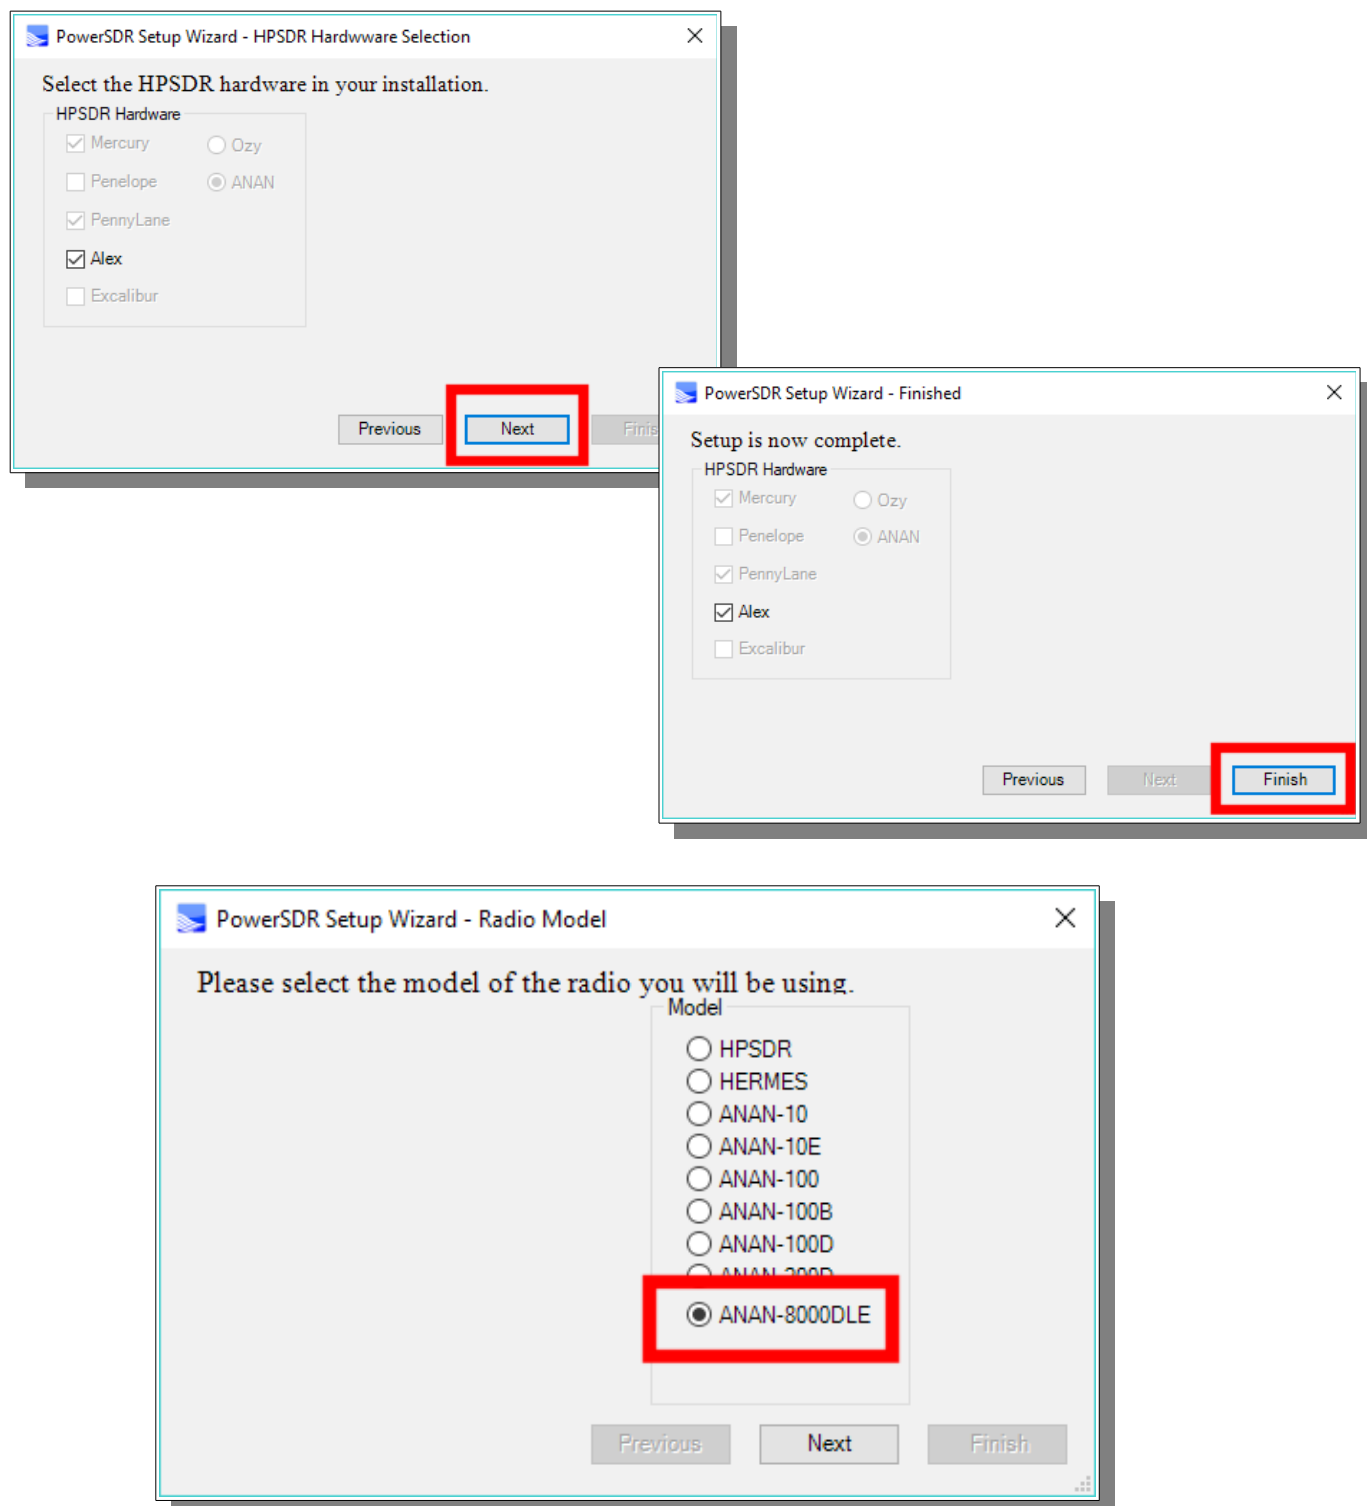 PowerSDR Setup Wizard - HPSDR Hardwware Selection
Select the HPSDR hardware in your installation.
HPSDR Hardware
Mercury
Ozy
Penelope
ANAN
PennyLane
Alex
Excalibur
Previous
Next
Finis
PowerSDR Setup Wizard - Finished
Setup is now complete.
HPSDR Hardware
Mercury
Ozy
Penelope
ANAN
PennyLane
Alex
Excalibur
Previous
Next
Finish
PowerSDR Setup Wizard - Radio Model
Please select the model of the radio you will be using.
Model
HPSDR
HERMES
ANAN-10
ANAN-10E
ANAN-100
ANAN-100B
ANAN-100D
ANAN-200D
ANAN-8000DLE
Previous
Next
Finish